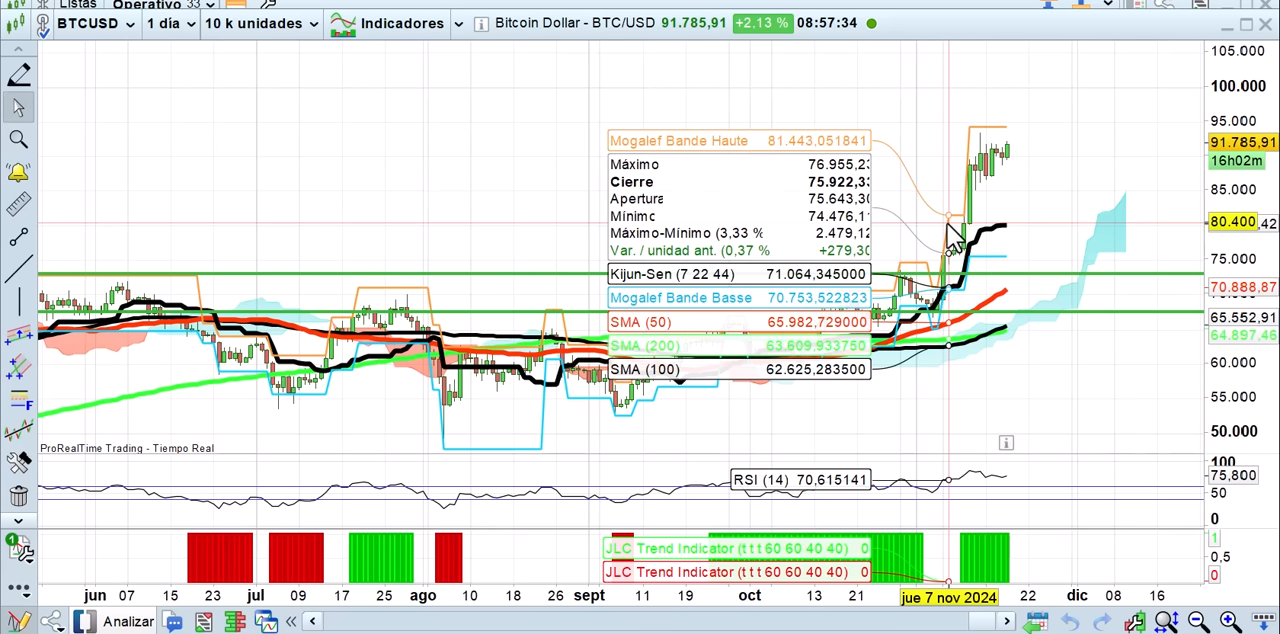 Listas Operativo 33
BTCUSD 1 día 10 k unidades Indicadores Bitcoin Dollar - BTC/USD 91.785,91 +2,13 % 08:57:34
105.000
100.000
95.000
91.785,91
16h02m
85.000
80.400 ,42
75.000
70.888,87
65.552,91
64.897,46
60.000
55.000
50.000
Mogalef Bande Haute 81.443,051841
Máximo 76.955,2
Cierre 75.922,3
Apertura 75.643,3
Mínimo 74.476,1
Máximo-Mínimo (3,33 % 2.479,12
Var. / unidad ant. (0,37 % +279,30
Kijun-Sen (7 22 44) 71.064,345000
Mogalef Bande Basse 70.753,522823
SMA (50) 65.982,729000
SMA (200) 63.609,933750
SMA (100) 62.625,283500
ProRealTime Trading - Tiempo Real
RSI (14) 70,615141
100
75,800
50
0
JLC Trend Indicator (t t t 60 60 40 40) 0
JLC Trend Indicator (t t t 60 60 40 40) 0
1
0,5
0
jun 07 15 23 jul 09 17 25 ago 10 18 26 sept 11 19 oct 13 21 jue 7 nov 2024 22 dic 08 16
Analizar